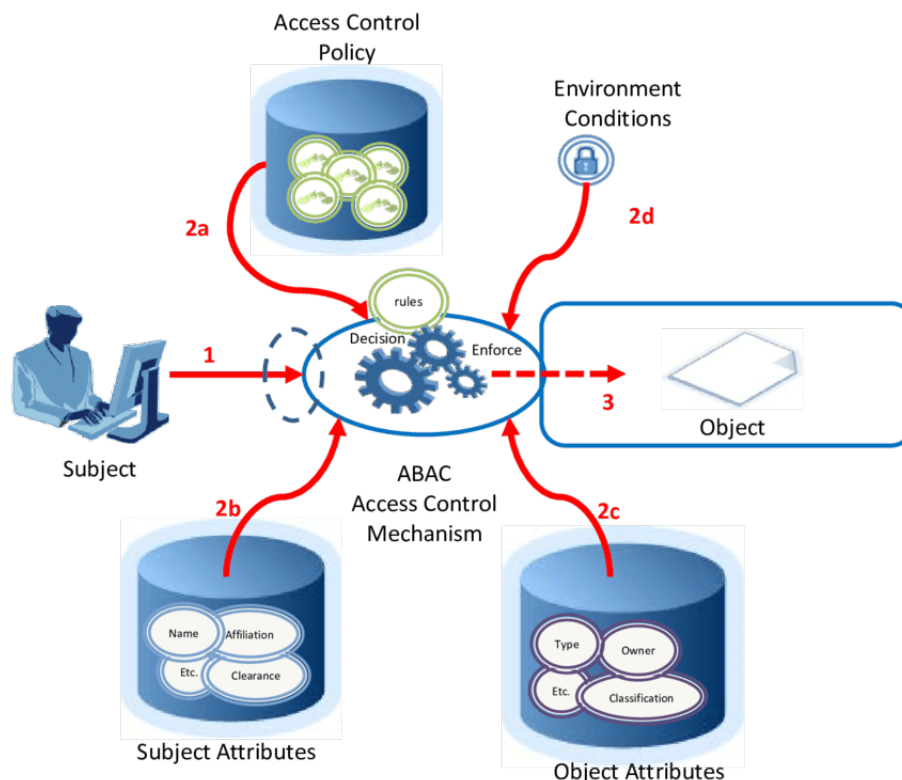 Access Control
Policy
Environment
Conditions
2a
2d
rules
Decision
Enforce
1
3
Subject
Object
ABAC
Access Control
Mechanism
2b
2c
Name
Affiliation
Etc.
Clearance
Type
Owner
Etc.
Classification
Subject Attributes
Object Attributes